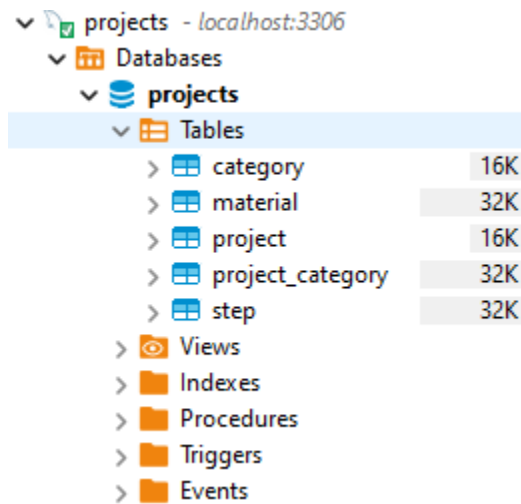 projects - localhost:3306
Databases
projects
Tables
category 16K
material 32K
project 16K
project_category 32K
step 32K
Views
Indexes
Procedures
Triggers
Events